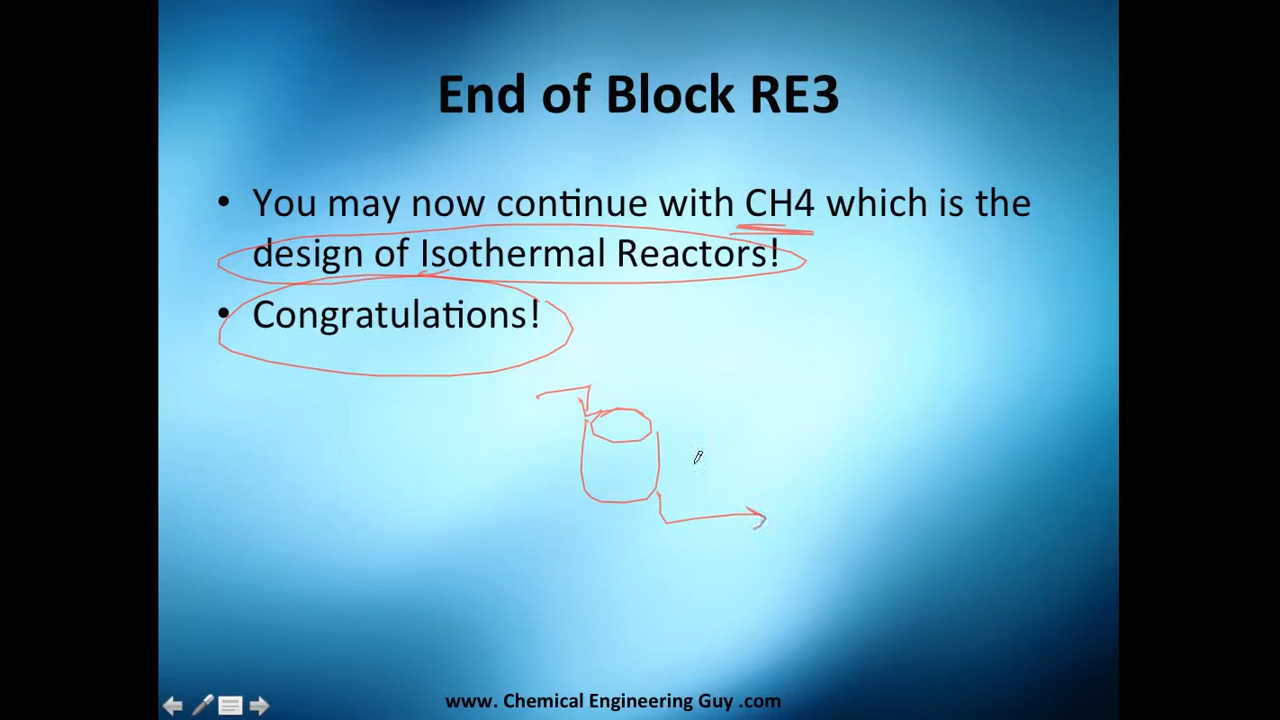 End of Block RE3
• You may now continue with CH4 which is the
design of Isothermal Reactors!
• Congratulations!
www. Chemical Engineering Guy .com